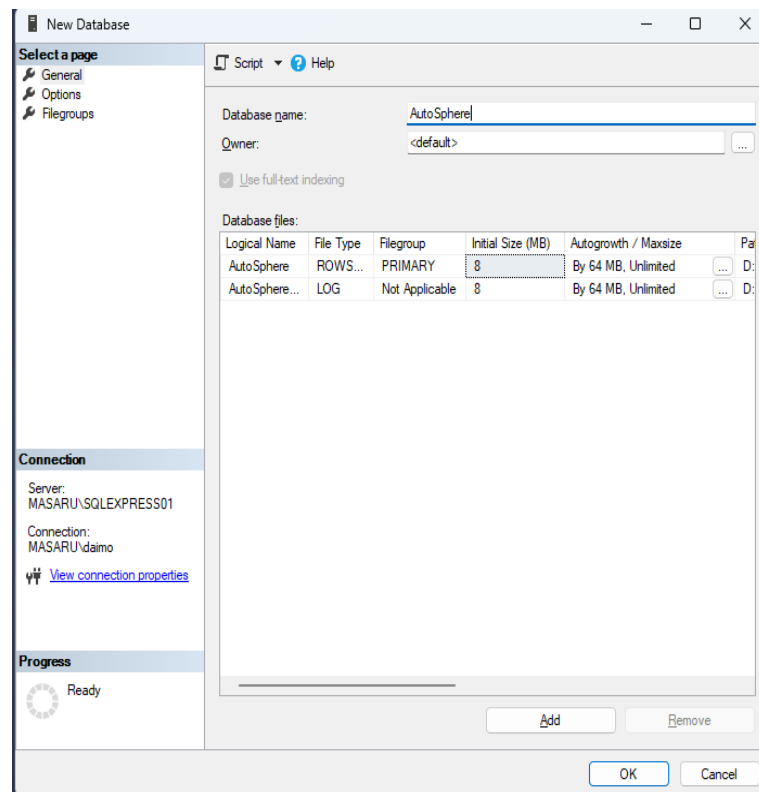 New Database
Select a page
General
Options
Filegroups
Script Help
Database name: AutoSphere
Owner: <default> ...
Use full-text indexing
Database files:
Logical Name File Type Filegroup Initial Size (MB) Autogrowth / Maxsize Pa
AutoSphere ROWS... PRIMARY 8 By 64 MB, Unlimited ... D:
AutoSphere... LOG Not Applicable 8 By 64 MB, Unlimited ... D:
Connection
Server:
MASARU\SQLEXPRESS01
Connection:
MASARU\daimo
View connection properties
Progress
Ready
Add Remove
OK Cancel